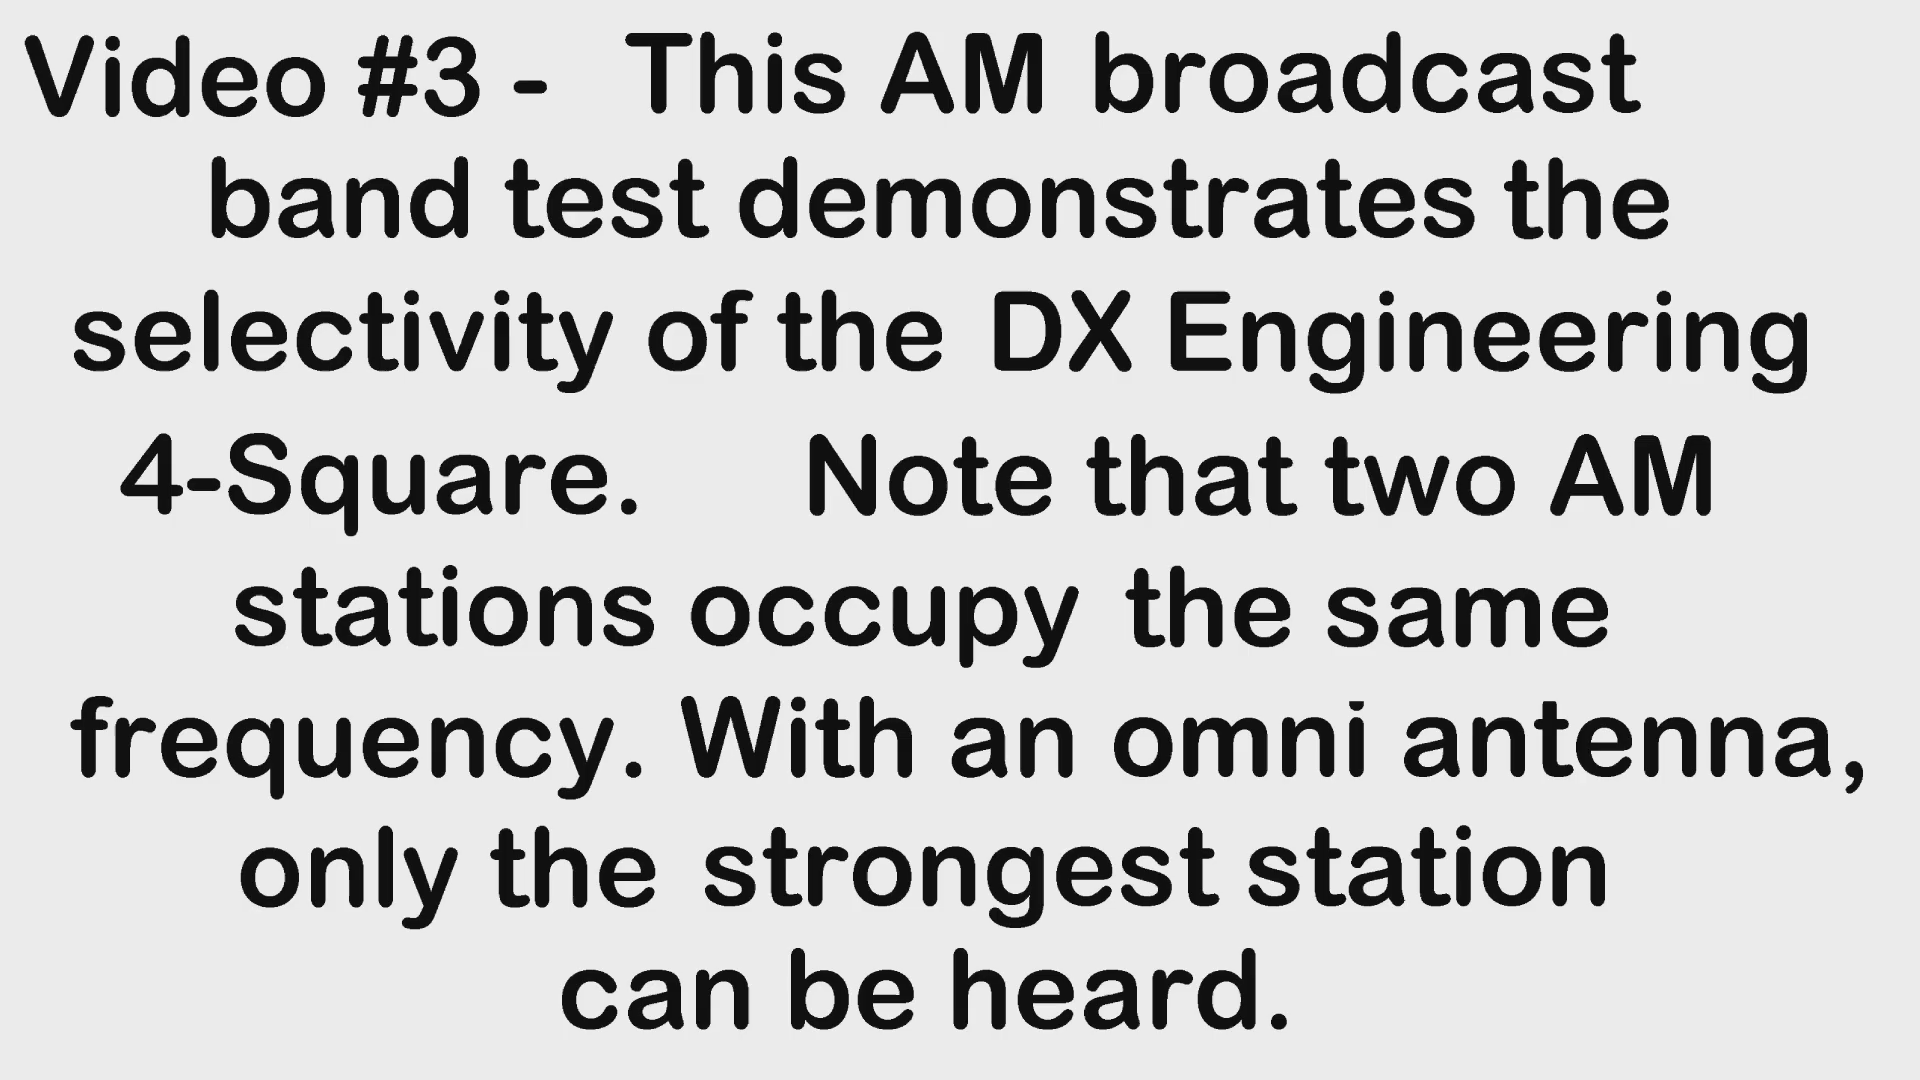 Video #3 - This AM broadcast
band test demonstrates the
selectivity of the DX Engineering
4-Square. Note that two AM
stations occupy the same
frequency. With an omni antenna,
only the strongest station
can be heard.